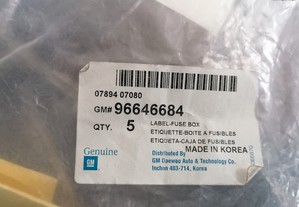 07894 07080
GM# 96646684
QTY. 5 LABEL-FUSE BOX
ETIQUETTE-BOITE A FUSIBLES
ETIQUETA-CAJA DE FUSIBLES
MADE IN KOREA
Genuine
GM
Distributed By
GM Daewoo Auto & Technology Co.
Incheon 403-714, Korea